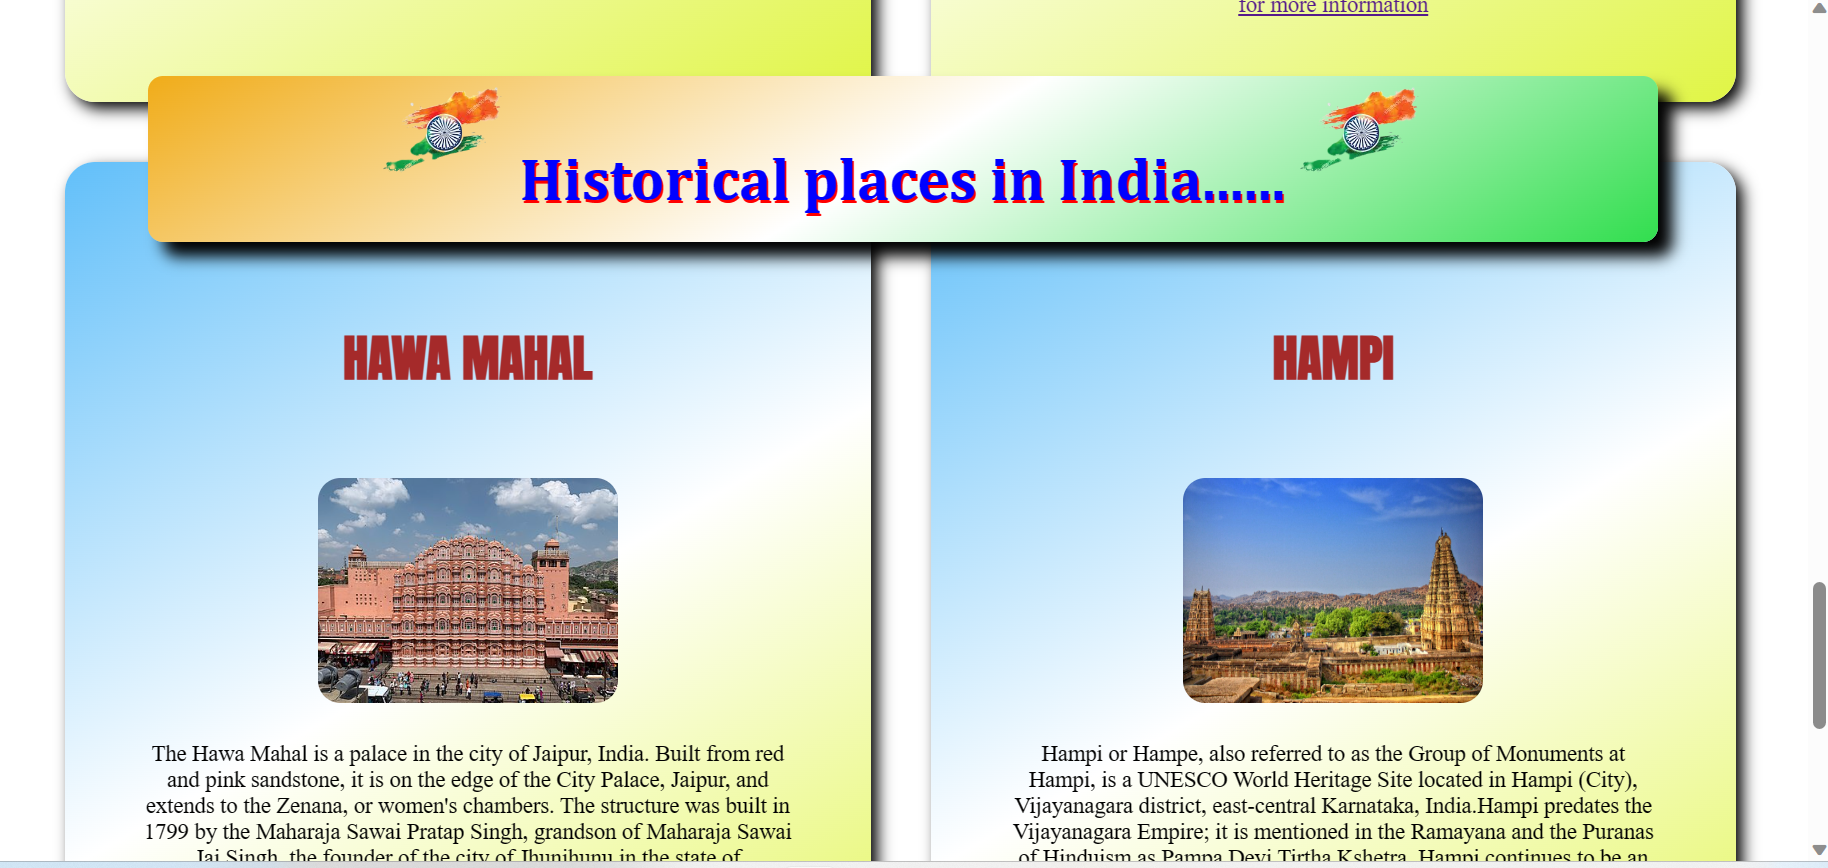 for more information
Historical places in India......
HAWA MAHAL
The Hawa Mahal is a palace in the city of Jaipur, India. Built from red
and pink sandstone, it is on the edge of the City Palace, Jaipur, and
extends to the Zenana, or women's chambers. The structure was built in
1799 by the Maharaja Sawai Pratap Singh, grandson of Maharaja Sawai
Jai Singh, the founder of the city of Jhunjhunu in the state of
HAMPI
Hampi or Hampe, also referred to as the Group of Monuments at
Hampi, is a UNESCO World Heritage Site located in Hampi (City),
Vijayanagara district, east-central Karnataka, India.Hampi predates the
Vijayanagara Empire; it is mentioned in the Ramayana and the Puranas
of Hinduism as Pampa Devi Tirtha Kshetra. Hampi continues to be an